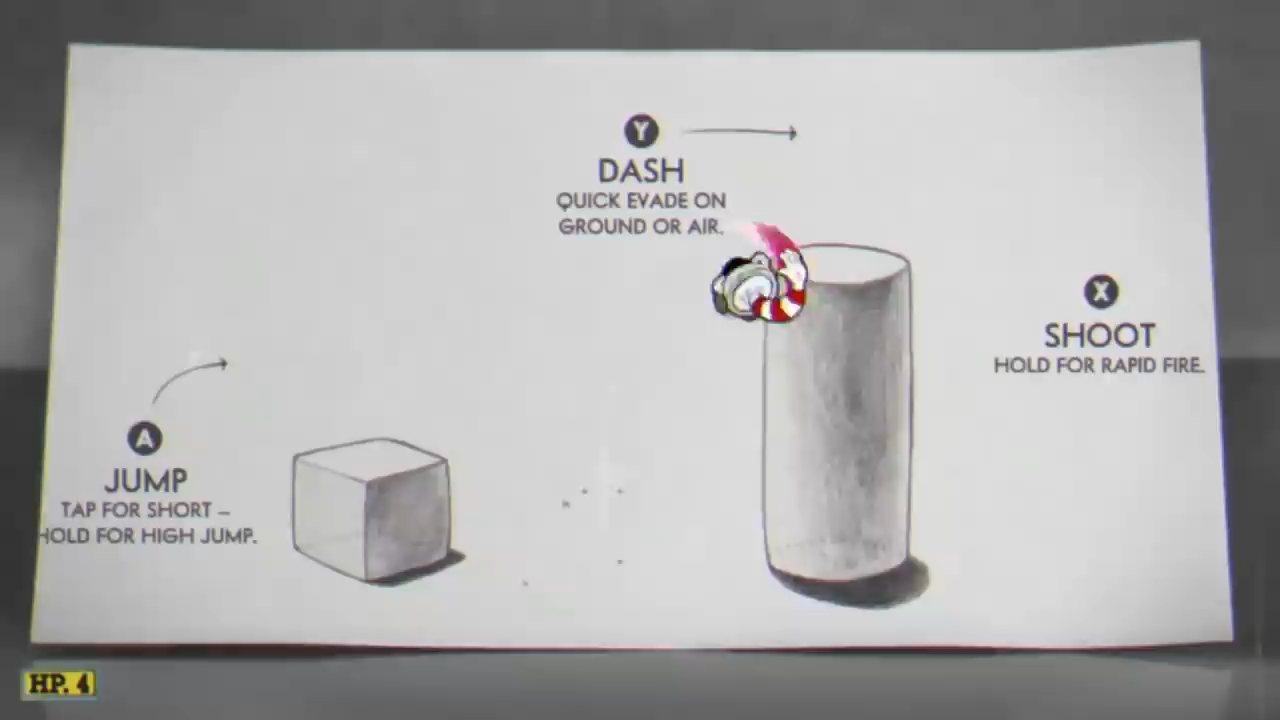 Y
DASH
QUICK EVADE ON
GROUND OR AIR.
X
SHOOT
HOLD FOR RAPID FIRE.
A
JUMP
TAP FOR SHORT –
HOLD FOR HIGH JUMP.
HP. 4